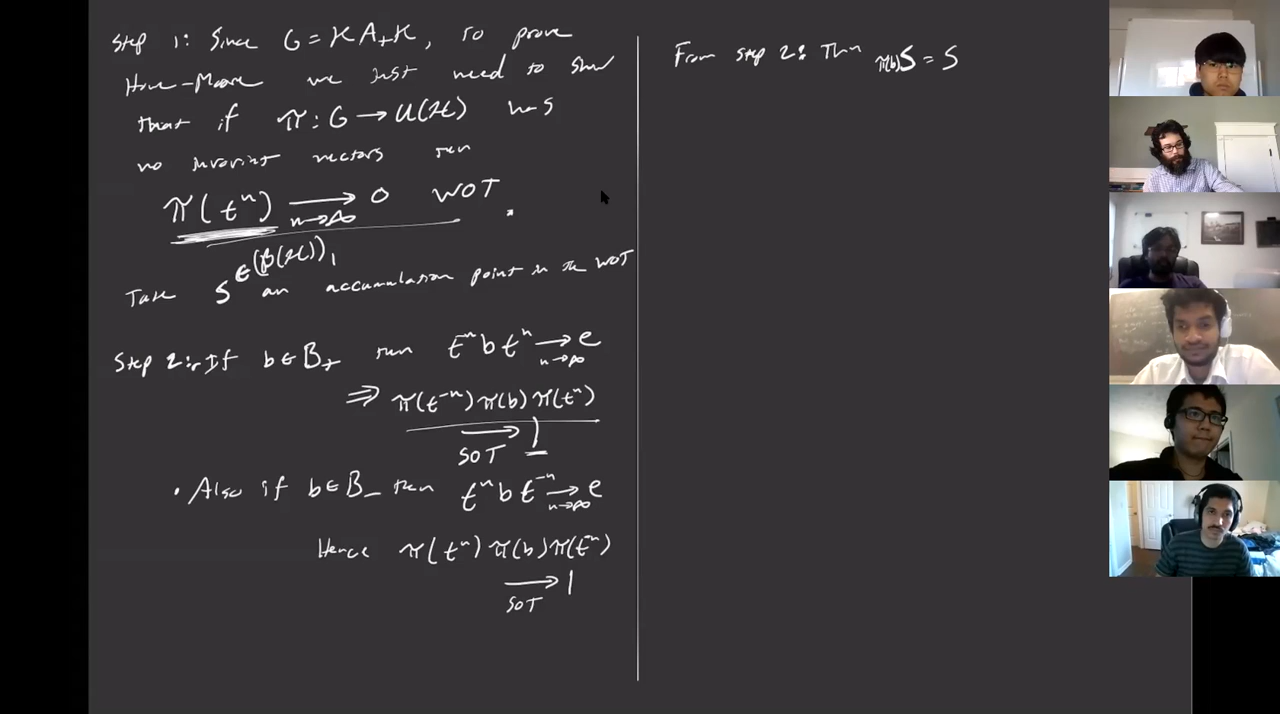 Step 1: Since G = K A₊ K, to prove
Howe-Moore we just need to show
that if π : G → U(ℋ) has
no invariant vectors then
π(tⁿ) ⟶ 0 WOT.
n→∞
Take S ∈ (B(ℋ))₁ an accumulation point in the WOT
Step 2: If b ∈ B₊ then t⁻ⁿ b tⁿ ⟶ e
n→∞
⇒ π(t⁻ⁿ) π(b) π(tⁿ)
⟶ 1
SOT
• Also if b ∈ B₋ then tⁿ b t⁻ⁿ ⟶ e
n→∞
Hence π(tⁿ) π(b) π(t⁻ⁿ)
⟶ 1
SOT
From Step 2: Then π(b)S = S